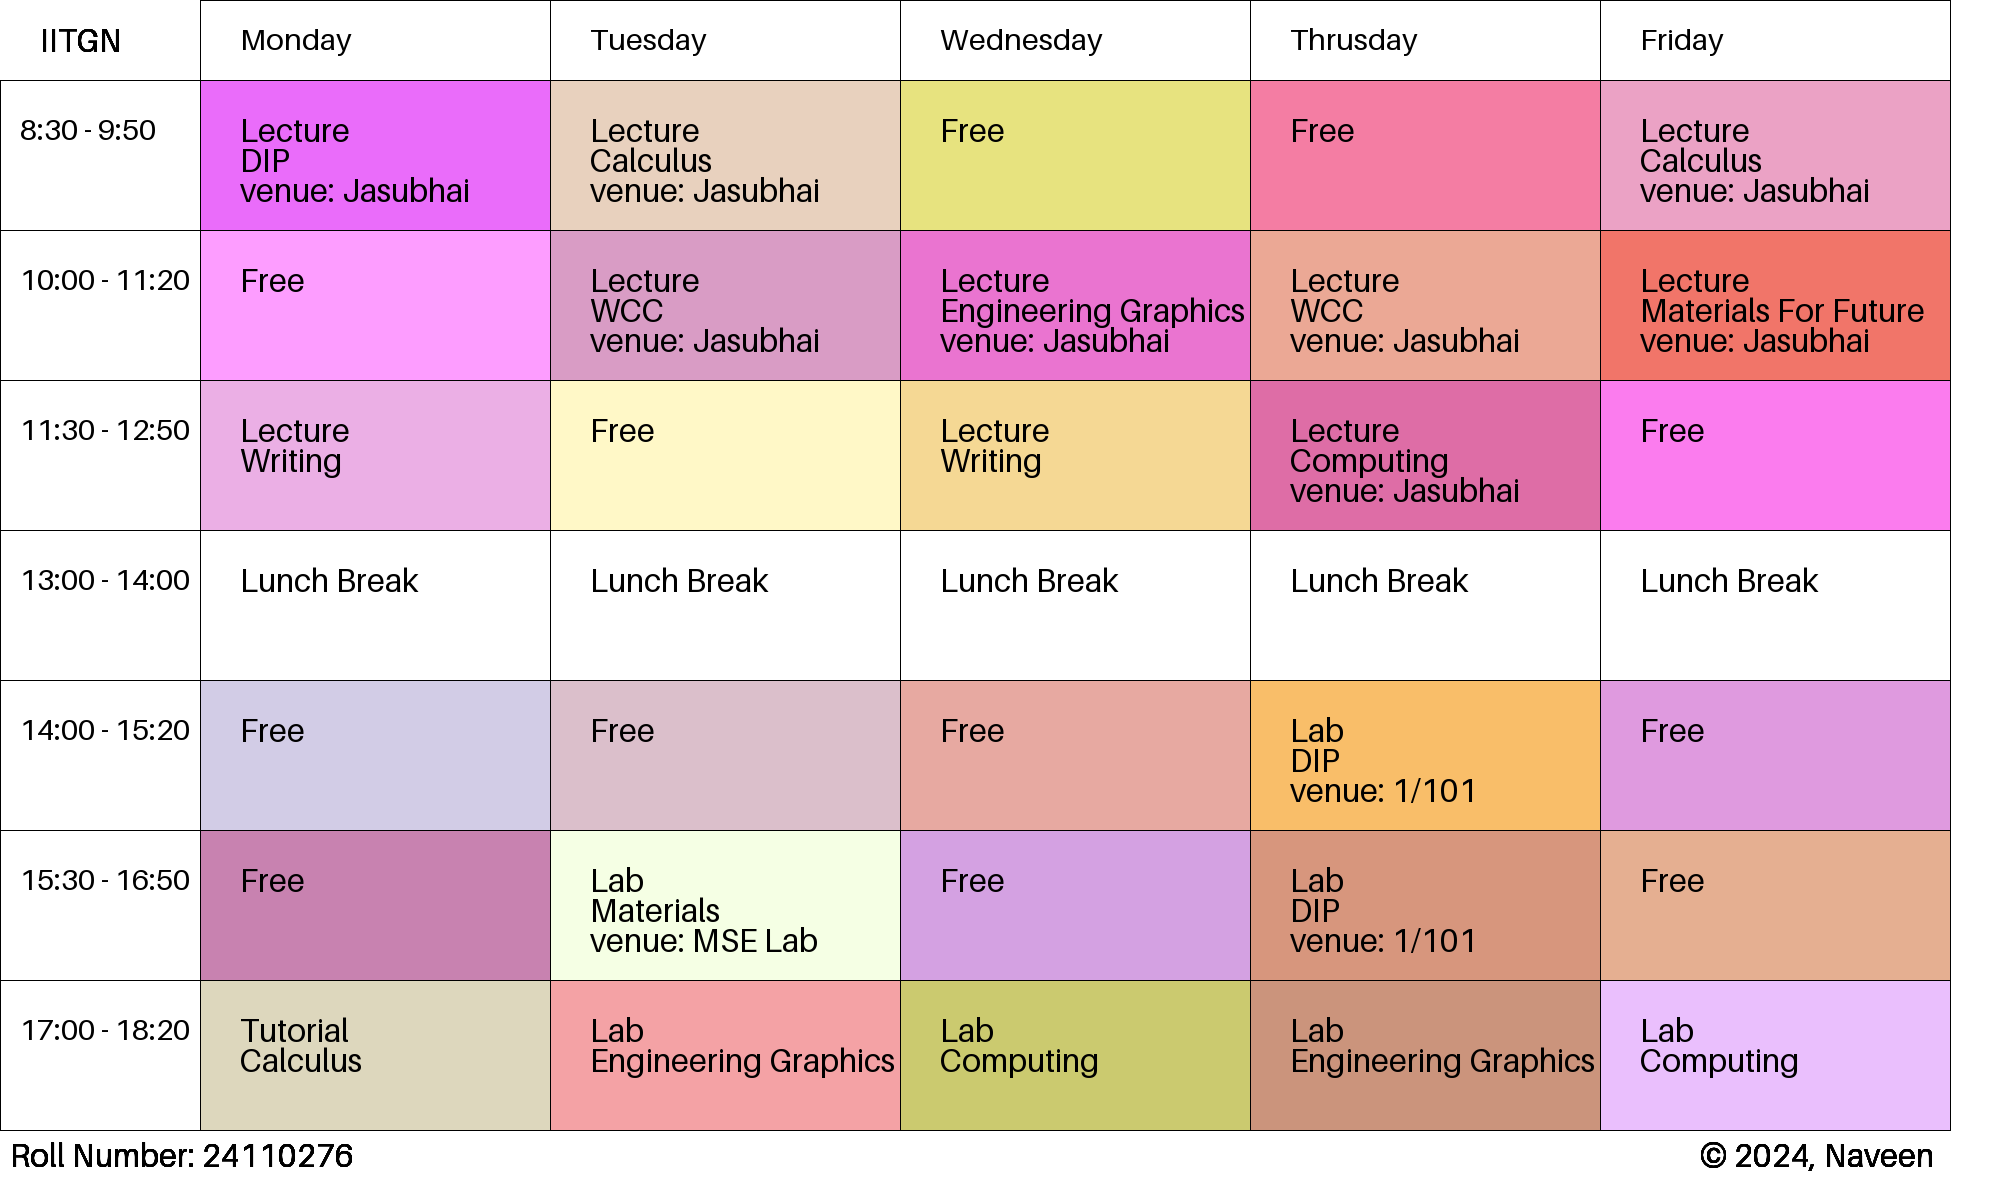 IITGN Monday Tuesday Wednesday Thrusday Friday
8:30 - 9:50
Lecture
DIP
venue: Jasubhai
Lecture
Calculus
venue: Jasubhai
Free
Free
Lecture
Calculus
venue: Jasubhai
10:00 - 11:20
Free
Lecture
WCC
venue: Jasubhai
Lecture
Engineering Graphics
venue: Jasubhai
Lecture
WCC
venue: Jasubhai
Lecture
Materials For Future
venue: Jasubhai
11:30 - 12:50
Lecture
Writing
Free
Lecture
Writing
Lecture
Computing
venue: Jasubhai
Free
13:00 - 14:00
Lunch Break
Lunch Break
Lunch Break
Lunch Break
Lunch Break
14:00 - 15:20
Free
Free
Free
Lab
DIP
venue: 1/101
Free
15:30 - 16:50
Free
Lab
Materials
venue: MSE Lab
Free
Lab
DIP
venue: 1/101
Free
17:00 - 18:20
Tutorial
Calculus
Lab
Engineering Graphics
Lab
Computing
Lab
Engineering Graphics
Lab
Computing
Roll Number: 24110276
© 2024, Naveen